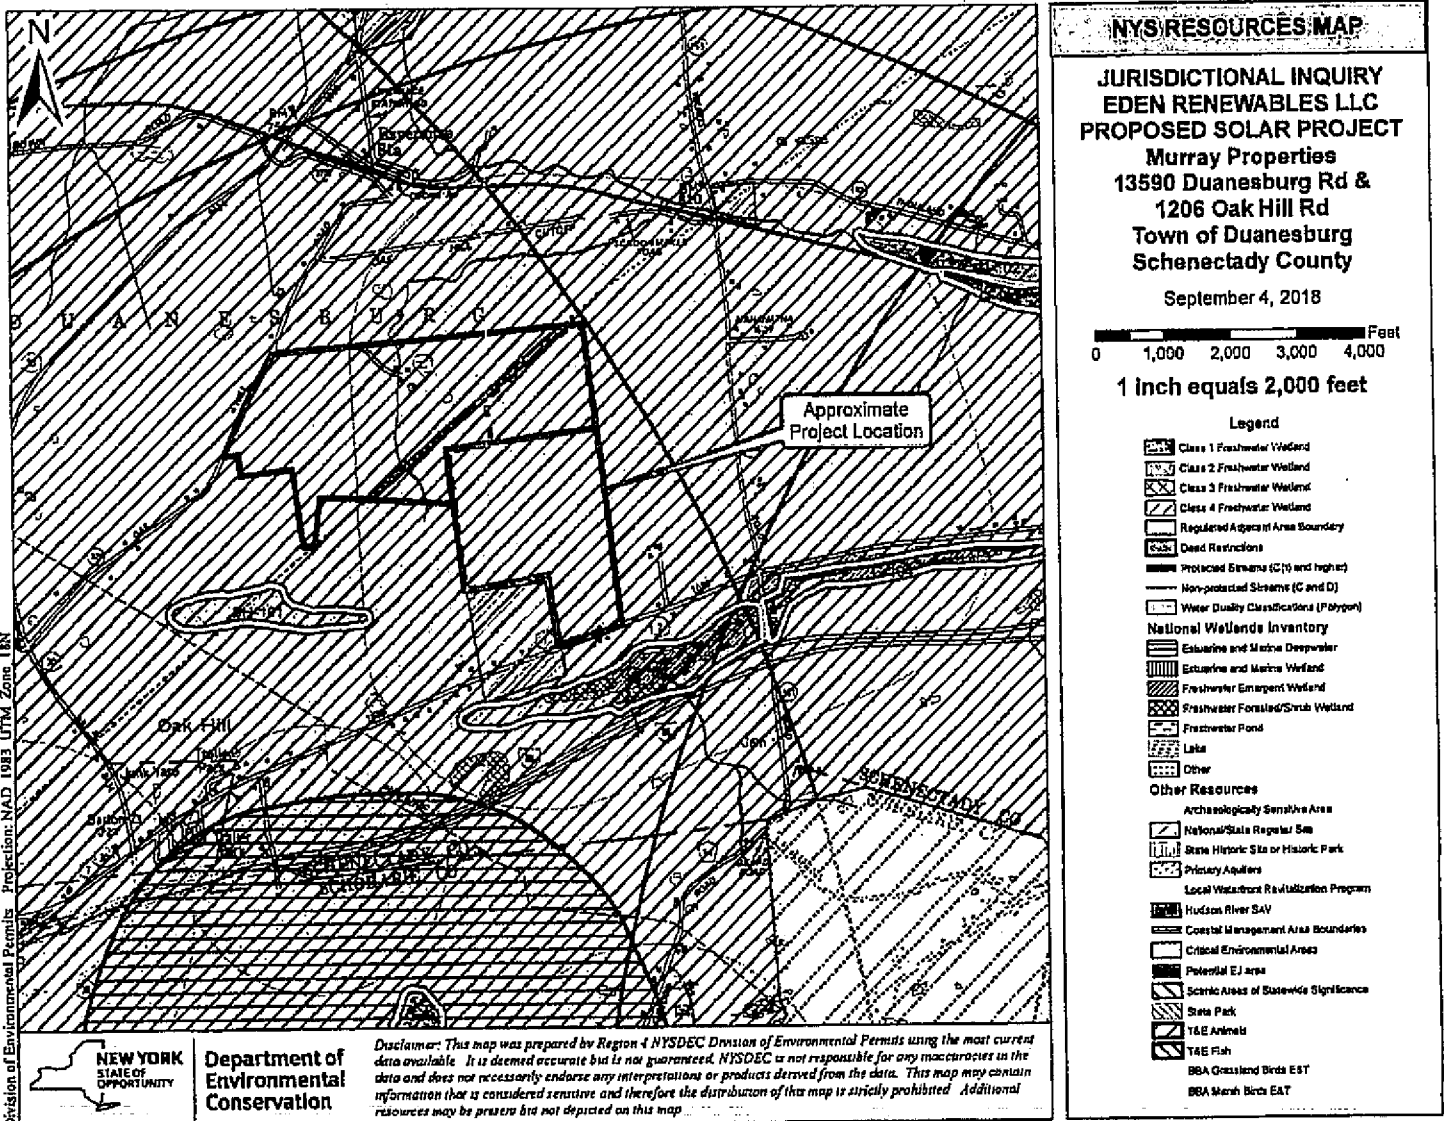 N
Esperance
Sta
DUANESBURG
Approximate
Project Location
Oak Hill
SCHENECTADY CO
SCHENECTADY CO
SCHOHARIE CO
Division of Environmental Permits Projection: NAD 1983 UTM Zone 18N
NEW YORK
STATE OF
OPPORTUNITY
Department of
Environmental
Conservation
Disclaimer: This map was prepared by Region 4 NYSDEC Division of Environmental Permits using the most current
data available It is deemed accurate but is not guaranteed. NYSDEC is not responsible for any inaccuracies in the
data and does not necessarily endorse any interpretations or products derived from the data. This map may contain
information that is considered sensitive and therefore the distribution of this map is strictly prohibited Additional
resources may be present but not depicted on this map
NYS RESOURCES MAP
JURISDICTIONAL INQUIRY
EDEN RENEWABLES LLC
PROPOSED SOLAR PROJECT
Murray Properties
13590 Duanesburg Rd &
1206 Oak Hill Rd
Town of Duanesburg
Schenectady County
September 4, 2018
Feet
0 1,000 2,000 3,000 4,000
1 inch equals 2,000 feet
Legend
Class 1 Freshwater Wetland
Class 2 Freshwater Wetland
Class 3 Freshwater Wetland
Class 4 Freshwater Wetland
Regulated Adjacent Area Boundary
Deed Restrictions
Protected Streams (C(t) and higher)
Non-protected Streams (C and D)
Water Quality Classifications (Polygon)
National Wetlands Inventory
Estuarine and Marine Deepwater
Estuarine and Marine Wetland
Freshwater Emergent Wetland
Freshwater Forested/Shrub Wetland
Freshwater Pond
Lake
Other
Other Resources
Archaeologically Sensitive Area
National/State Register Site
State Historic Site or Historic Park
Primary Aquifers
Local Waterfront Revitalization Program
Hudson River SAV
Coastal Management Area Boundaries
Critical Environmental Areas
Potential EJ area
Scenic Areas of Statewide Significance
State Park
T&E Animals
T&E Fish
BBA Grassland Birds E&T
BBA Marsh Birds E&T